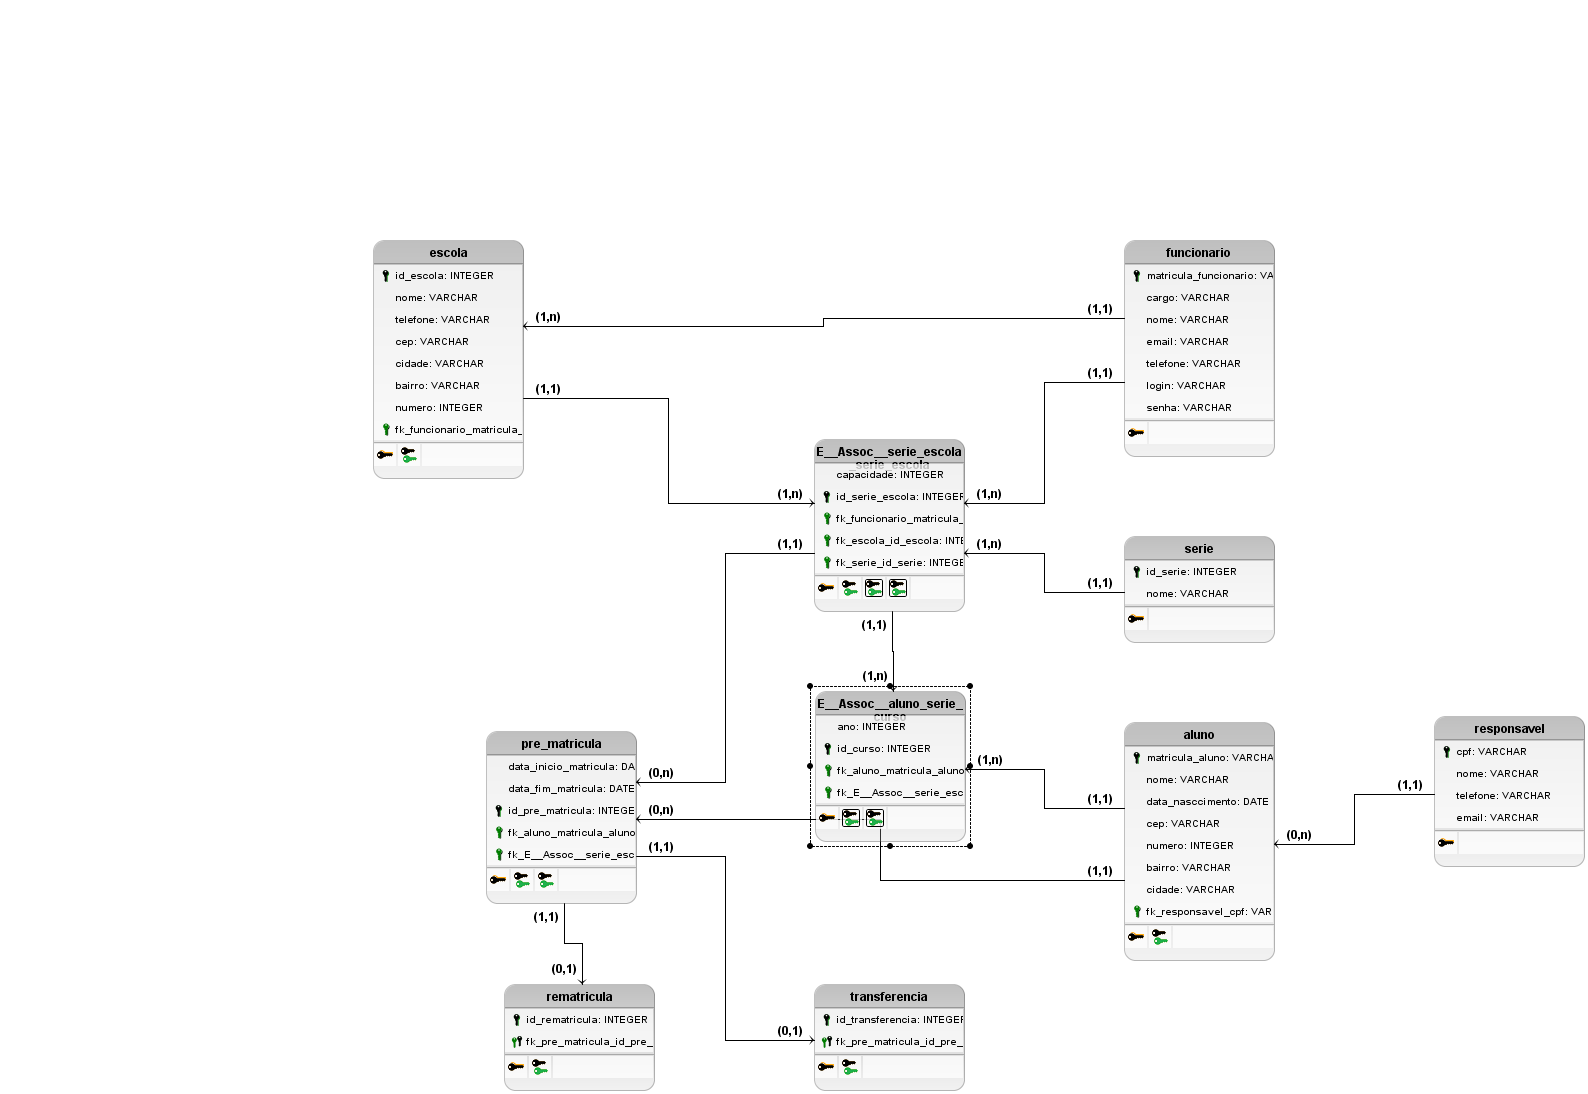 escola
id_escola: INTEGER
nome: VARCHAR
telefone: VARCHAR
cep: VARCHAR
cidade: VARCHAR
bairro: VARCHAR
numero: INTEGER
fk_funcionario_matricula_
(1,n)
(1,1)
(1,1)
(1,1)
funcionario
matricula_funcionario: VA
cargo: VARCHAR
nome: VARCHAR
email: VARCHAR
telefone: VARCHAR
login: VARCHAR
senha: VARCHAR
E__Assoc__serie_escola
_serie_escola
capacidade: INTEGER
id_serie_escola: INTEGER
fk_funcionario_matricula_
fk_escola_id_escola: INTE
fk_serie_id_serie: INTEGE
(1,n)
(1,n)
(1,1)
(1,n)
(1,1)
serie
id_serie: INTEGER
nome: VARCHAR
(1,1)
(1,n)
E__Assoc__aluno_serie_
curso
ano: INTEGER
id_curso: INTEGER
fk_aluno_matricula_aluno
fk_E__Assoc__serie_esc
pre_matricula
data_inicio_matricula: DA
data_fim_matricula: DATE
id_pre_matricula: INTEGE
fk_aluno_matricula_aluno
fk_E__Assoc__serie_esc
(0,n)
(0,n)
(1,1)
(1,n)
(1,1)
(1,1)
aluno
matricula_aluno: VARCHA
nome: VARCHAR
data_nasccimento: DATE
cep: VARCHAR
numero: INTEGER
bairro: VARCHAR
cidade: VARCHAR
fk_responsavel_cpf: VAR
(1,1)
(0,n)
responsavel
cpf: VARCHAR
nome: VARCHAR
telefone: VARCHAR
email: VARCHAR
(1,1)
(0,1)
rematricula
id_rematricula: INTEGER
fk_pre_matricula_id_pre_
(0,1)
transferencia
id_transferencia: INTEGER
fk_pre_matricula_id_pre_